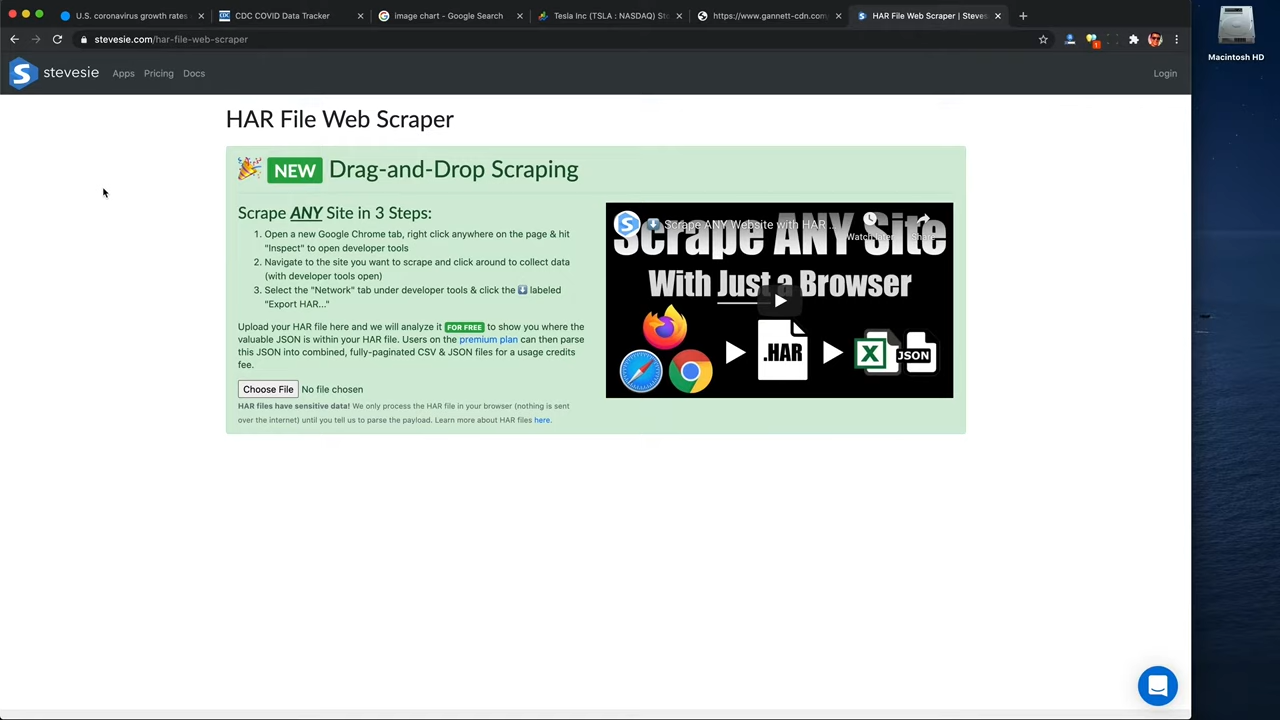 U.S. coronavirus growth rates
CDC COVID Data Tracker
image chart - Google Search
Tesla Inc (TSLA : NASDAQ) St
https://www.gannett-cdn.com
HAR File Web Scraper | Steves
Macintosh HD
stevesie.com/har-file-web-scraper
1
stevesie
Apps
Pricing
Docs
Login
HAR File Web Scraper
NEW Drag-and-Drop Scraping
Scrape ANY Site in 3 Steps:
1. Open a new Google Chrome tab, right click anywhere on the page & hit
"Inspect" to open developer tools
2. Navigate to the site you want to scrape and click around to collect data
(with developer tools open)
3. Select the "Network" tab under developer tools & click the ⬇️ labeled
"Export HAR..."
Upload your HAR file here and we will analyze it FOR FREE to show you where the
valuable JSON is within your HAR file. Users on the premium plan can then parse
this JSON into combined, fully-paginated CSV & JSON files for a usage credits
fee.
Choose File No file chosen
HAR files have sensitive data! We only process the HAR file in your browser (nothing is sent
over the internet) until you tell us to parse the payload. Learn more about HAR files here.
Scrape ANY Website with HAR ...
Watch later
Share
Scrape ANY Site
With Just a Browser
.HAR
X
JSON